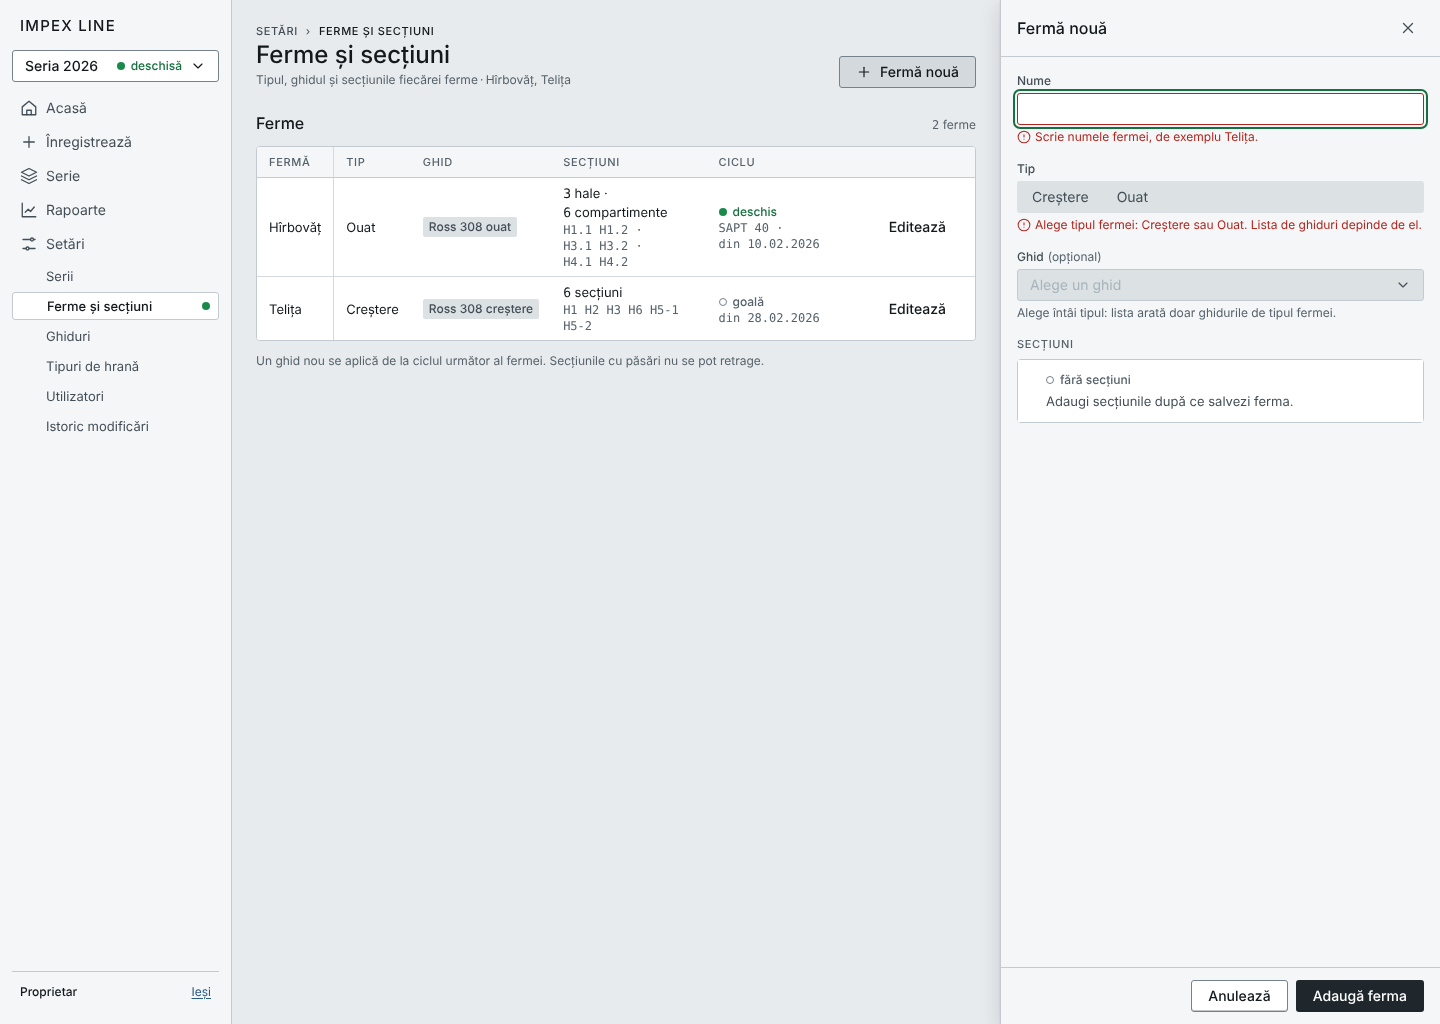 IMPEX LINE
Seria 2026 deschisă
Acasă
Înregistrează
Serie
Rapoarte
Setări
Serii
Ferme și secțiuni
Ghiduri
Tipuri de hrană
Utilizatori
Istoric modificări
Proprietar Ieși
SETĂRI › FERME ȘI SECȚIUNI
Ferme și secțiuni
Tipul, ghidul și secțiunile fiecărei ferme · Hîrbovăț, Telița
Fermă nouă
Ferme 2 ferme
FERMĂ TIP GHID SECȚIUNI CICLU
Hîrbovăț Ouat Ross 308 ouat
3 hale ·
6 compartimente
H1.1 H1.2 ·
H3.1 H3.2 ·
H4.1 H4.2
deschis
SAPT 40 ·
din 10.02.2026
Editează
Telița Creștere Ross 308 creștere
6 secțiuni
H1 H2 H3 H6 H5-1
H5-2
goală
din 28.02.2026
Editează
Un ghid nou se aplică de la ciclul următor al fermei. Secțiunile cu păsări nu se pot retrage.
Fermă nouă
Nume
Scrie numele fermei, de exemplu Telița.
Tip
Creștere Ouat
Alege tipul fermei: Creștere sau Ouat. Lista de ghiduri depinde de el.
Ghid (opțional)
Alege un ghid
Alege întâi tipul: lista arată doar ghidurile de tipul fermei.
SECȚIUNI
fără secțiuni
Adaugi secțiunile după ce salvezi ferma.
Anulează Adaugă ferma